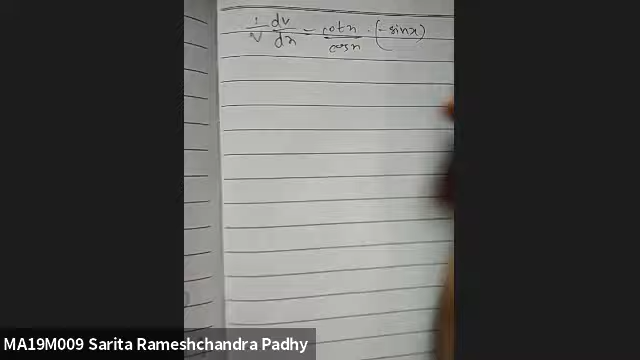 1/V dv/dx = cot x/cos x · (-sin x)
MA19M009 Sarita Rameshchandra Padhy